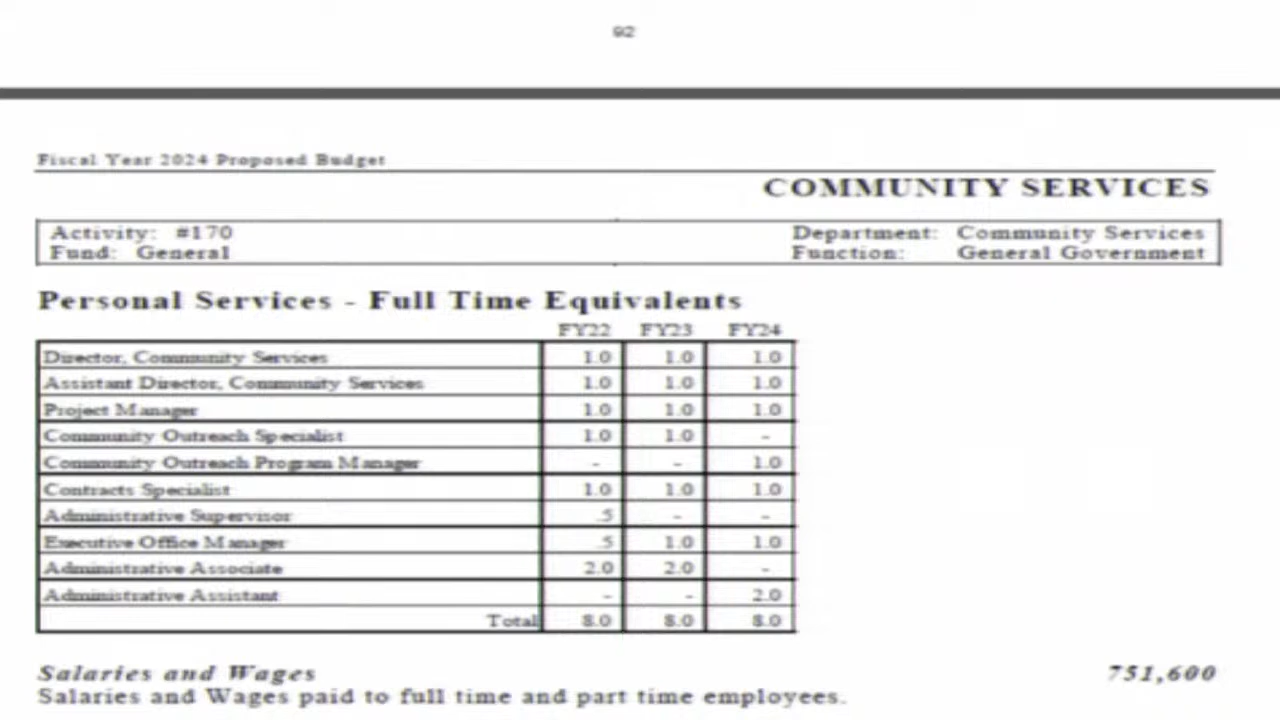 92
Fiscal Year 2024 Proposed Budget
COMMUNITY SERVICES
Activity: #170 Department: Community Services
Fund: General Function: General Government
Personal Services - Full Time Equivalents
FY22 FY23 FY24
Director, Community Services 1.0 1.0 1.0
Assistant Director, Community Services 1.0 1.0 1.0
Project Manager 1.0 1.0 1.0
Community Outreach Specialist 1.0 1.0 -
Community Outreach Program Manager - - 1.0
Contracts Specialist 1.0 1.0 1.0
Administrative Supervisor .5 - -
Executive Office Manager .5 1.0 1.0
Administrative Associate 2.0 2.0 -
Administrative Assistant - - 2.0
Total 8.0 8.0 8.0
Salaries and Wages 751,600
Salaries and Wages paid to full time and part time employees.